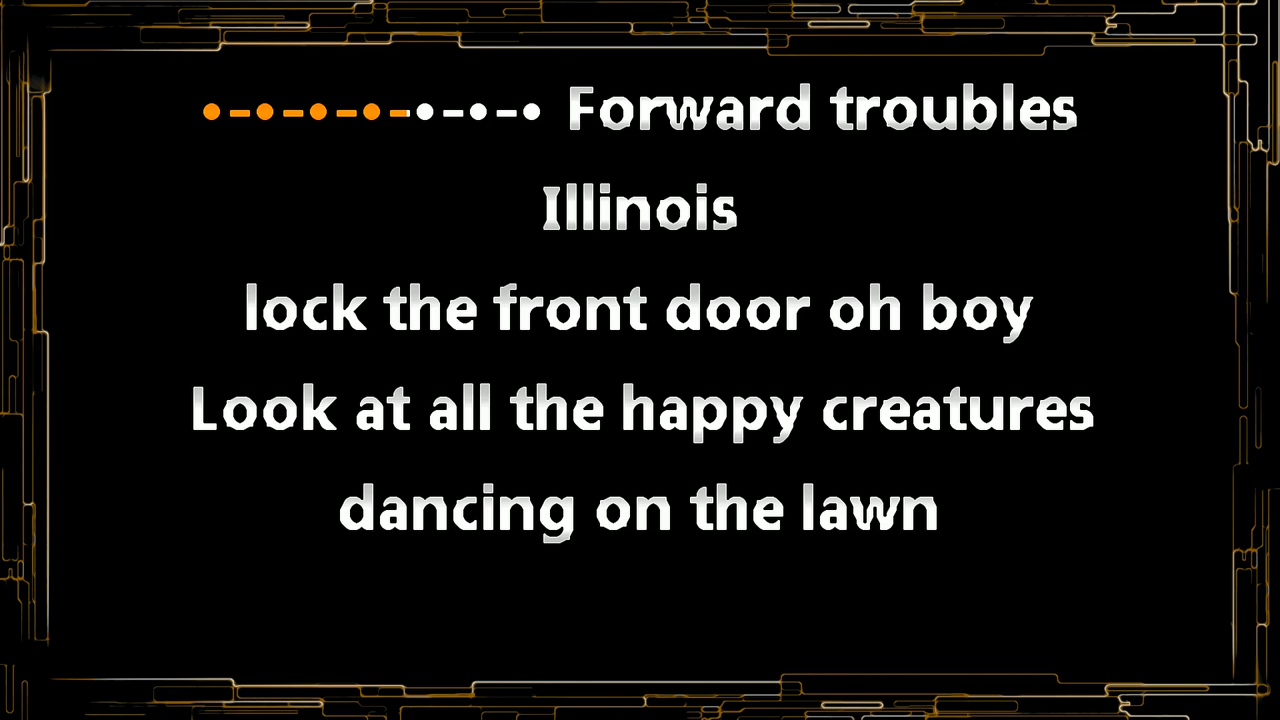 Forward troubles
Illinois
lock the front door oh boy
Look at all the happy creatures
dancing on the lawn